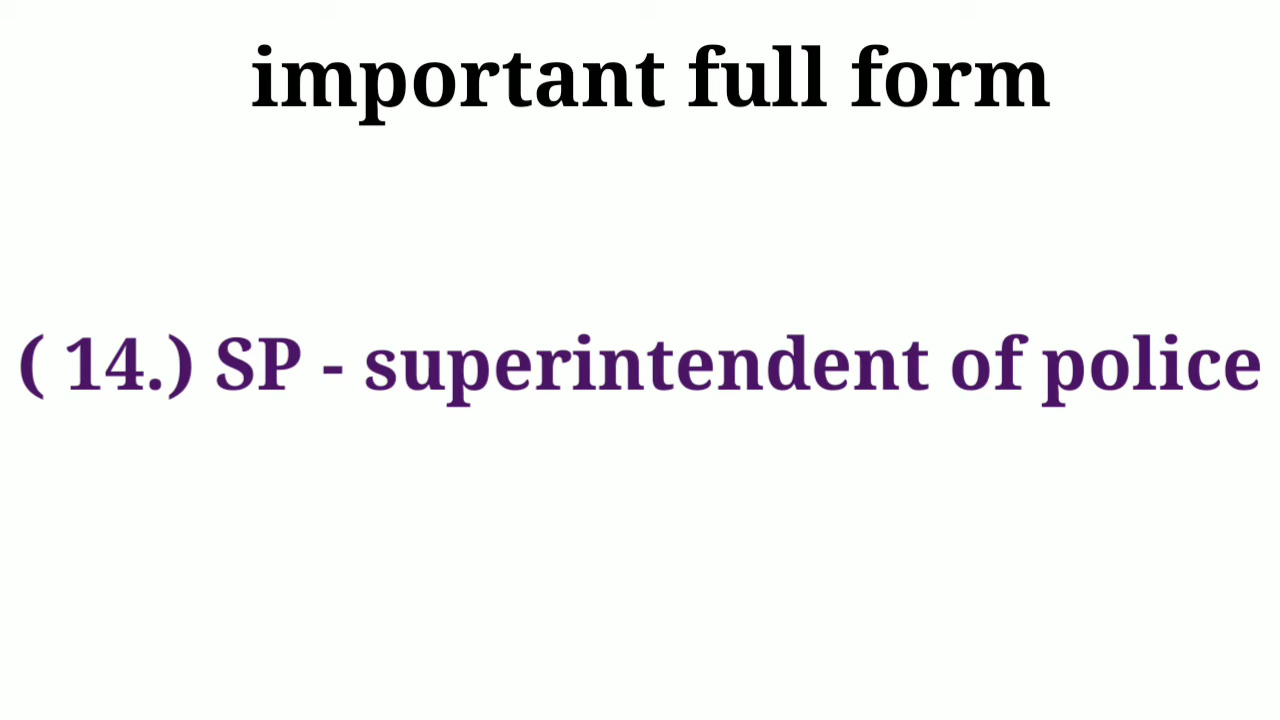 important full form
( 14.) SP - superintendent of police